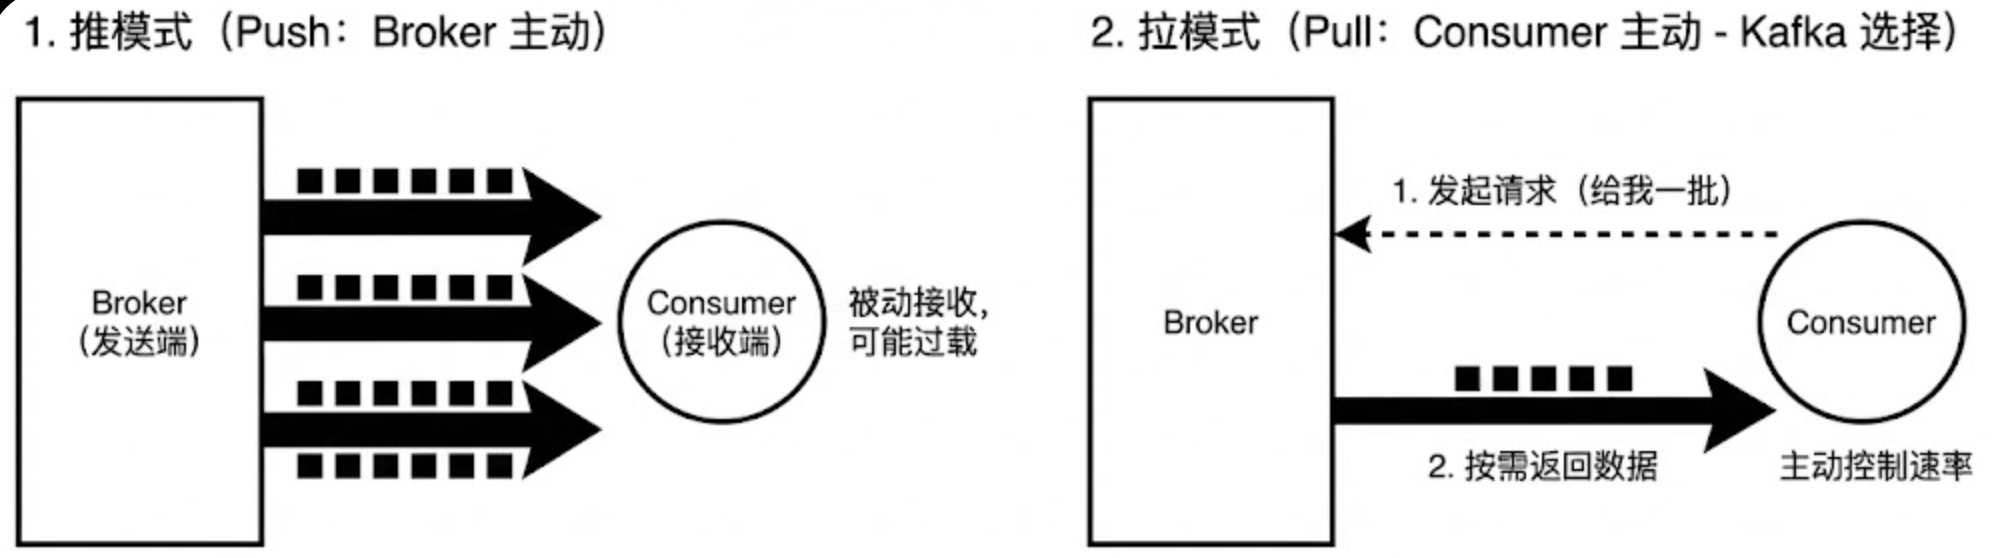 1. 推模式（Push：Broker 主动）
Broker
（发送端）
Consumer
（接收端）
被动接收，
可能过载
2. 拉模式（Pull：Consumer 主动 - Kafka 选择）
Broker
1. 发起请求（给我一批）
Consumer
2. 按需返回数据
主动控制速率